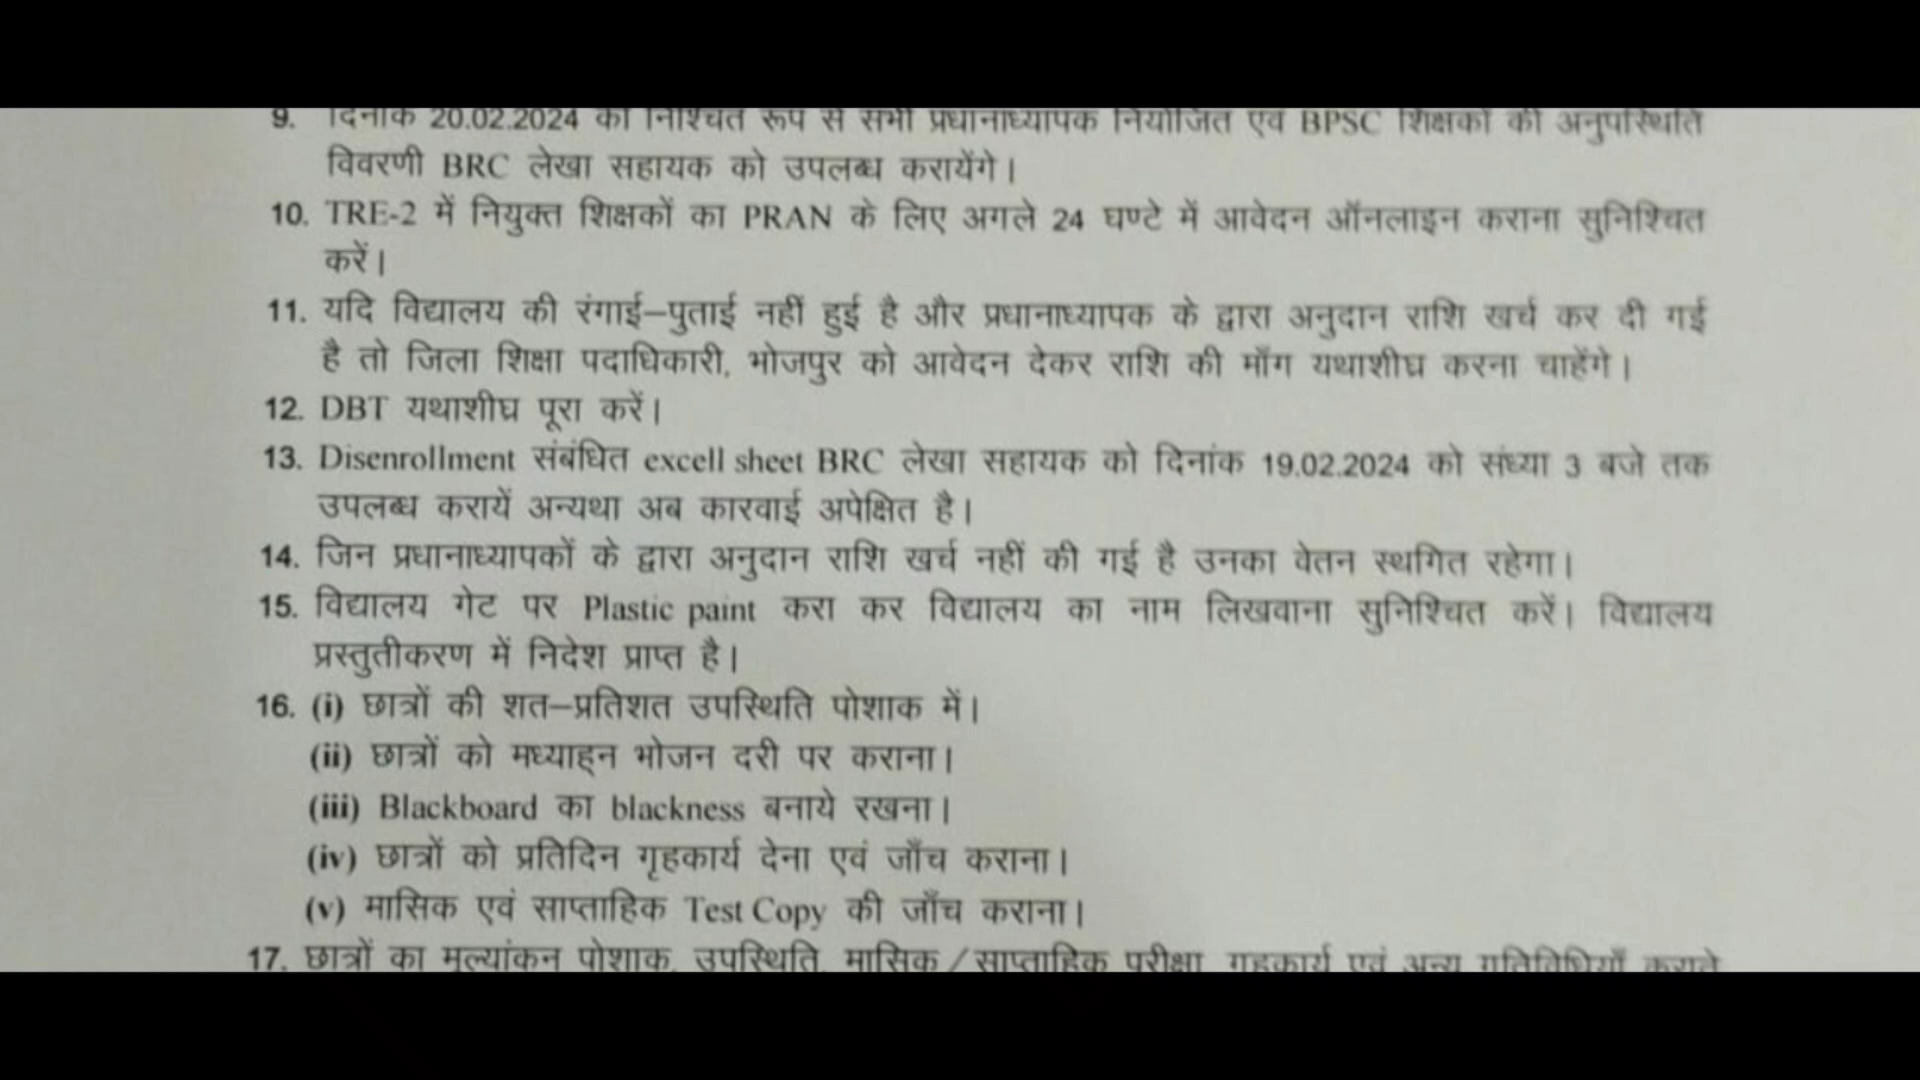 9. दिनांक 20.02.2024 को निश्चित रूप से सभी प्रधानाध्यापक नियोजित एवं BPSC शिक्षकों की अनुपस्थिति
विवरणी BRC लेखा सहायक को उपलब्ध करायेंगे।
10. TRE-2 में नियुक्त शिक्षकों का PRAN के लिए अगले 24 घण्टे में आवेदन ऑनलाइन कराना सुनिश्चित
करें।
11. यदि विद्यालय की रंगाई–पुताई नहीं हुई है और प्रधानाध्यापक के द्वारा अनुदान राशि खर्च कर दी गई
है तो जिला शिक्षा पदाधिकारी, भोजपुर को आवेदन देकर राशि की माँग यथाशीघ्र करना चाहेंगे।
12. DBT यथाशीघ्र पूरा करें।
13. Disenrollment संबंधित excell sheet BRC लेखा सहायक को दिनांक 19.02.2024 को संध्या 3 बजे तक
उपलब्ध करायें अन्यथा अब कारवाई अपेक्षित है।
14. जिन प्रधानाध्यापकों के द्वारा अनुदान राशि खर्च नहीं की गई है उनका वेतन स्थगित रहेगा।
15. विद्यालय गेट पर Plastic paint करा कर विद्यालय का नाम लिखवाना सुनिश्चित करें। विद्यालय
प्रस्तुतीकरण में निदेश प्राप्त है।
16. (i) छात्रों की शत–प्रतिशत उपस्थिति पोशाक में।
(ii) छात्रों को मध्याह्न भोजन दरी पर कराना।
(iii) Blackboard का blackness बनाये रखना।
(iv) छात्रों को प्रतिदिन गृहकार्य देना एवं जाँच कराना।
(v) मासिक एवं साप्ताहिक Test Copy की जाँच कराना।
17. छात्रों का मूल्यांकन पोशाक, उपस्थिति, मासिक/साप्ताहिक परीक्षा, गृहकार्य एवं अन्य गतिविधियाँ कराते